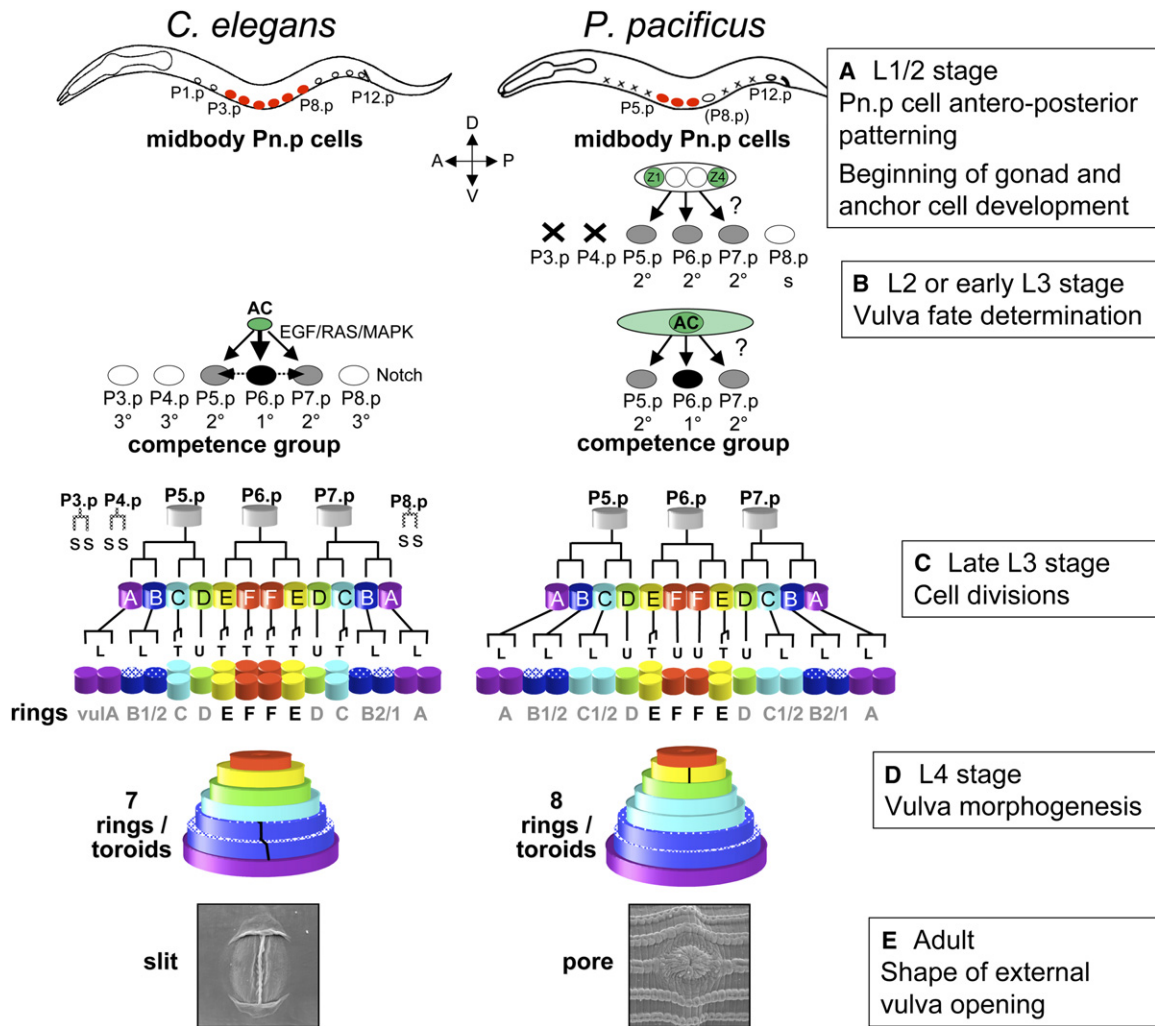 C. elegans
P1.p
P3.p
P8.p
P12.p
midbody Pn.p cells
P. pacificus
P5.p
(P8.p)
P12.p
midbody Pn.p cells
D
A P
V
A L1/2 stage
Pn.p cell antero-posterior
patterning
Beginning of gonad and
anchor cell development
Z1 Z4
?
P3.p P4.p P5.p P6.p P7.p P8.p
2° 2° 2° s
B L2 or early L3 stage
Vulva fate determination
AC
EGF/RAS/MAPK
Notch
P3.p P4.p P5.p P6.p P7.p P8.p
3° 3° 2° 1° 2° 3°
competence group
AC
?
P5.p P6.p P7.p
2° 1° 2°
competence group
P3.p P4.p P5.p P6.p P7.p P8.p
S S S S S S
A B C D E F F E D C B A
L L T U T T T T U T L L
rings vulA B1/2 C D E F F E D C B2/1 A
P5.p P6.p P7.p
A B C D E F F E D C B A
L L L U T U U T U L L L
A B1/2 C1/2 D E F F E D C1/2 B2/1 A
C Late L3 stage
Cell divisions
7
rings /
toroids
8
rings /
toroids
D L4 stage
Vulva morphogenesis
slit
pore
E Adult
Shape of external
vulva opening